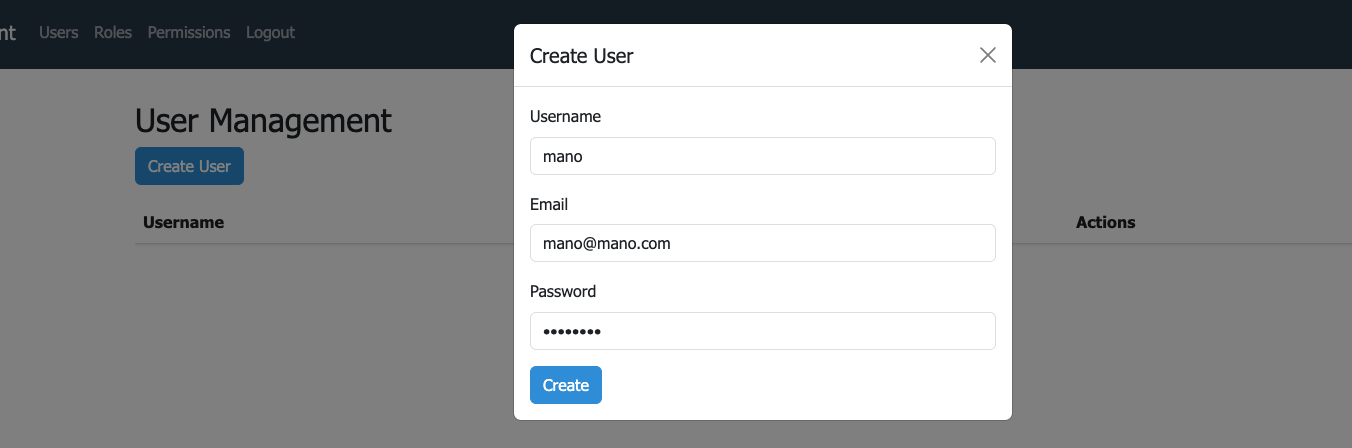 nt Users Roles Permissions Logout
User Management
Create User
Username Actions
Create User
Username
mano
Email
mano@mano.com
Password
••••••••
Create